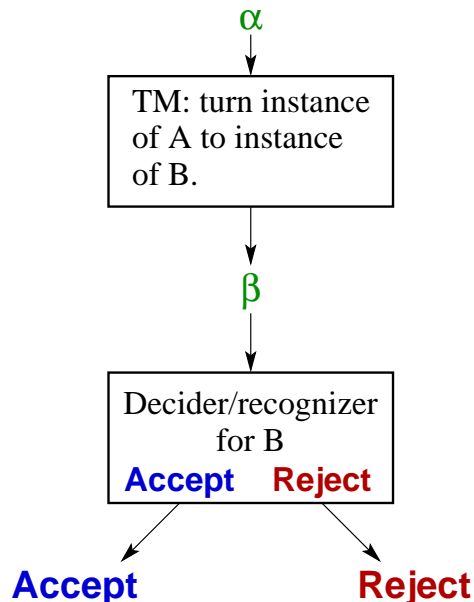 α
TM: turn instance
of A to instance
of B.
β
Decider/recognizer
for B
Accept Reject
Accept Reject